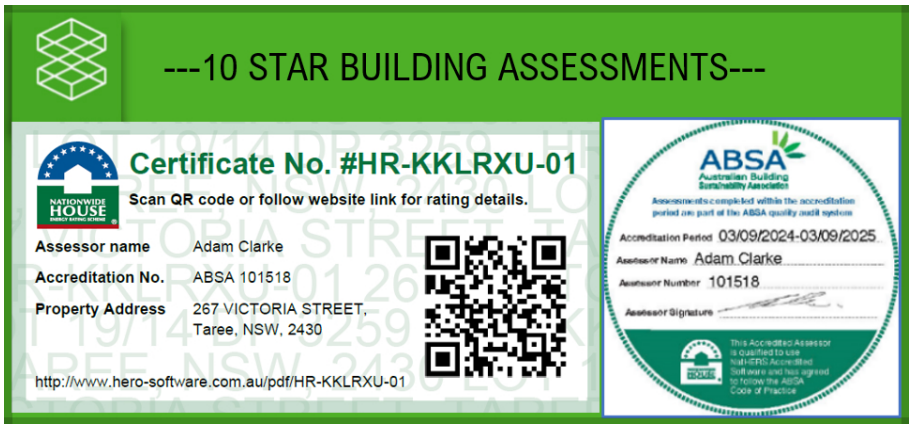 ---10 STAR BUILDING ASSESSMENTS---
NATIONWIDE
HOUSE
ENERGY RATING SCHEME
Certificate No. #HR-KKLRXU-01
Scan QR code or follow website link for rating details.
Assessor name Adam Clarke
Accreditation No. ABSA 101518
Property Address 267 VICTORIA STREET,
Taree, NSW, 2430
http://www.hero-software.com.au/pdf/HR-KKLRXU-01
ABSA
Australian Building
Sustainability Association
Assessments completed within the accreditation
period are part of the ABSA quality audit system
Accreditation Period 03/09/2024-03/09/2025
Assessor Name Adam Clarke
Assessor Number 101518
Assessor Signature
This Accredited Assessor
is qualified to use
NatHERS Accredited
Software and has agreed
to follow the ABSA
Code of Practice
HOUSE